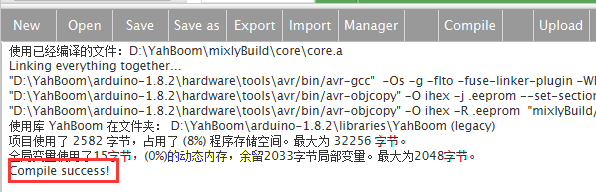 New Open Save Save as Export Import Manager Compile Upload
使用已经编译的文件：D:\YahBoom\mixlyBuild\core\core.a
Linking everything together...
"D:\YahBoom\arduino-1.8.2\hardware\tools\avr/bin/avr-gcc" -Os -g -flto -fuse-linker-plugin
"D:\YahBoom\arduino-1.8.2\hardware\tools\avr/bin/avr-objcopy" -O ihex -j .eeprom --set-section
"D:\YahBoom\arduino-1.8.2\hardware\tools\avr/bin/avr-objcopy" -O ihex -R .eeprom "mixlyBuild/
使用库 YahBoom 在文件夹： D:\YahBoom\arduino-1.8.2\libraries\YahBoom (legacy)
项目使用了 2582 字节，占用了 (8%) 程序存储空间。最大为 32256 字节。
全局变量使用了15字节，(0%)的动态内存，余留2033字节局部变量。最大为2048字节。
Compile success!